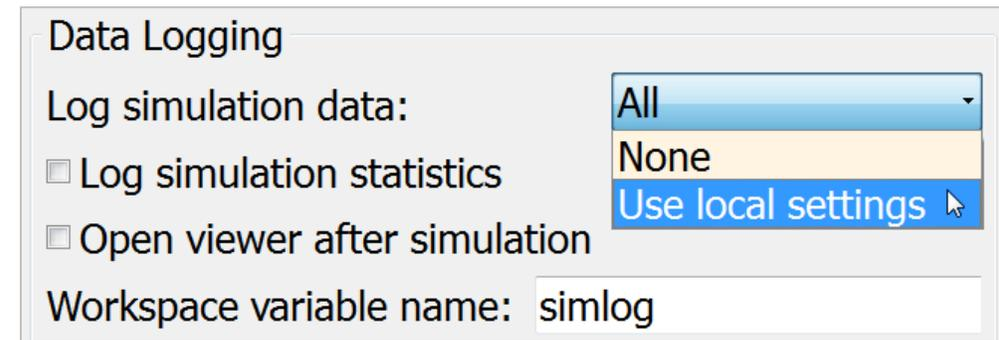 Data Logging
Log simulation data: All
None
Log simulation statistics
Use local settings
Open viewer after simulation
Workspace variable name: simlog